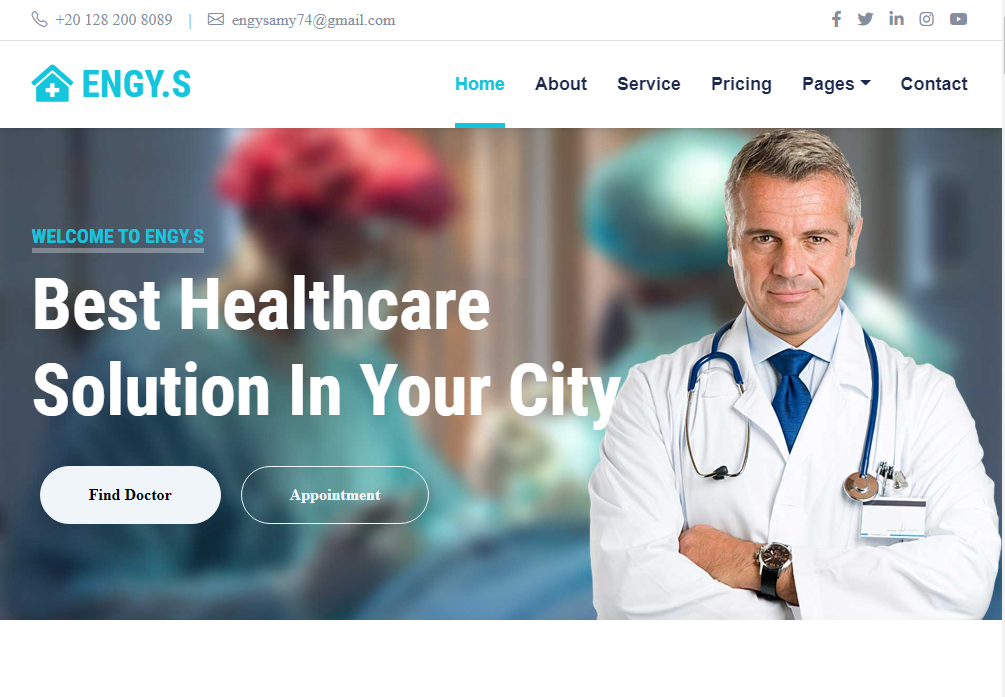 +20 128 200 8089 | engysamy74@gmail.com
ENGY.S
Home About Service Pricing Pages Contact
WELCOME TO ENGY.S
Best Healthcare
Solution In Your City
Find Doctor Appointment